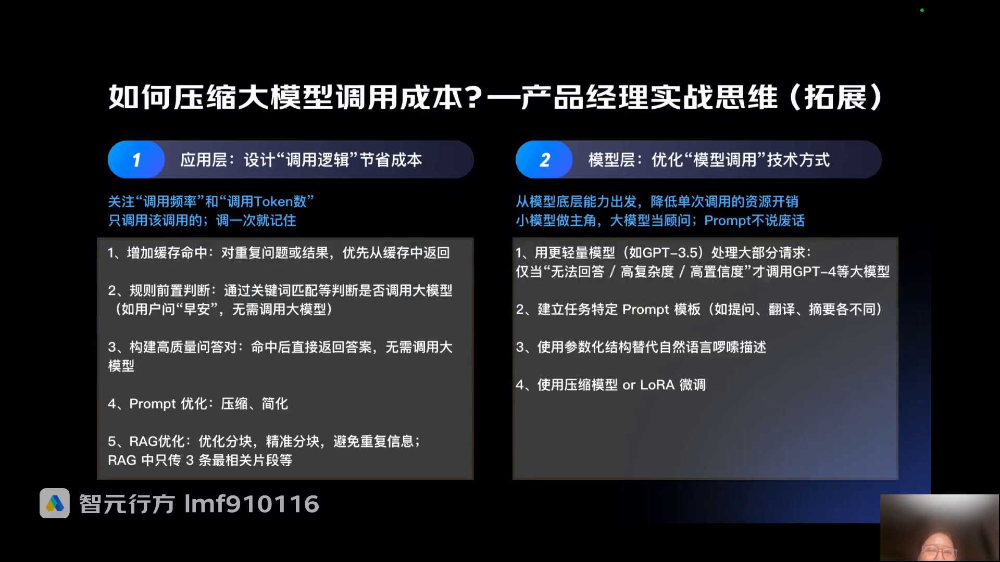 如何压缩大模型调用成本？—产品经理实战思维（拓展）
1
应用层：设计“调用逻辑”节省成本
关注“调用频率”和“调用Token数”
只调用该调用的；调一次就记住
1、增加缓存命中：对重复问题或结果，优先从缓存中返回
2、规则前置判断：通过关键词匹配等判断是否调用大模型
（如用户问“早安”，无需调用大模型）
3、构建高质量问答对：命中后直接返回答案，无需调用大
模型
4、Prompt 优化：压缩、简化
5、RAG优化：优化分块，精准分块，避免重复信息；
RAG 中只传 3 条最相关片段等
2
模型层：优化“模型调用”技术方式
从模型底层能力出发，降低单次调用的资源开销
小模型做主角，大模型当顾问；Prompt不说废话
1、用更轻量模型（如GPT-3.5）处理大部分请求：
仅当“无法回答 / 高复杂度 / 高置信度”才调用GPT-4等大模型
2、建立任务特定 Prompt 模板（如提问、翻译、摘要各不同）
3、使用参数化结构替代自然语言啰嗦描述
4、使用压缩模型 or LoRA 微调
智元行方 lmf910116